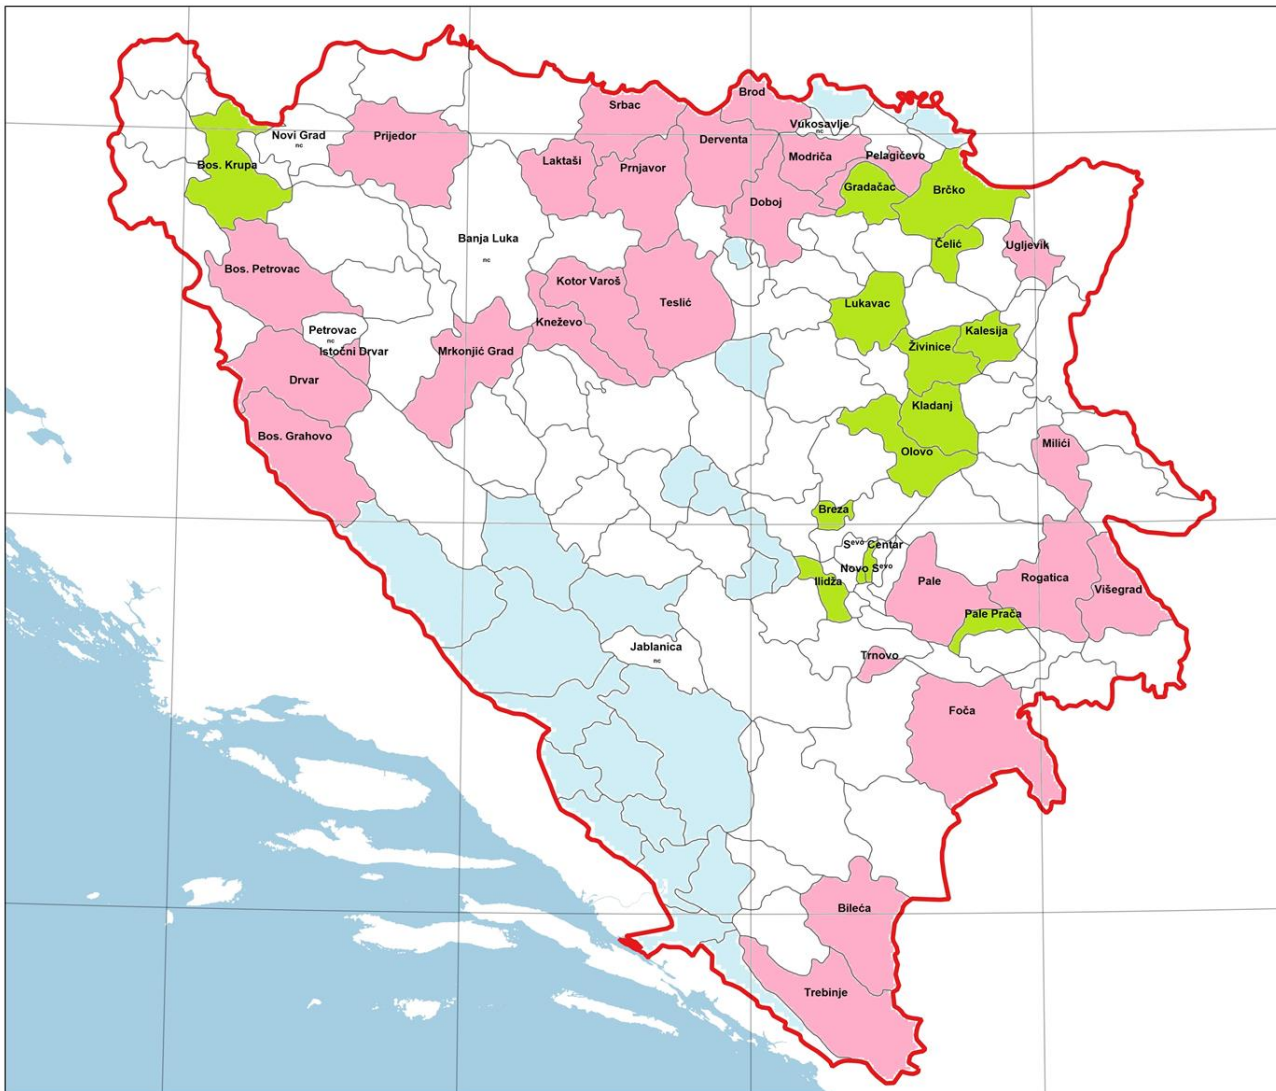 Brod
Srbac
Vukosavlje
nc
Novi Grad
nc
Prijedor
Derventa
Modriča
Pelagićevo
Bos. Krupa
Laktaši
Prnjavor
Gradačac
Brčko
Doboj
Banja Luka
nc
Čelić
Ugljevik
Bos. Petrovac
Kotor Varoš
Teslić
Lukavac
Kneževo
Petrovac
nc
Kalesija
Živinice
Istočni Drvar
Mrkonjić Grad
Drvar
Kladanj
Bos. Grahovo
Milići
Olovo
Breza
Sevo Centar
Novo Sevo
Ilidža
Pale
Rogatica
Višegrad
Pale Prača
Jablanica
nc
Trnovo
Foča
Bileća
Trebinje